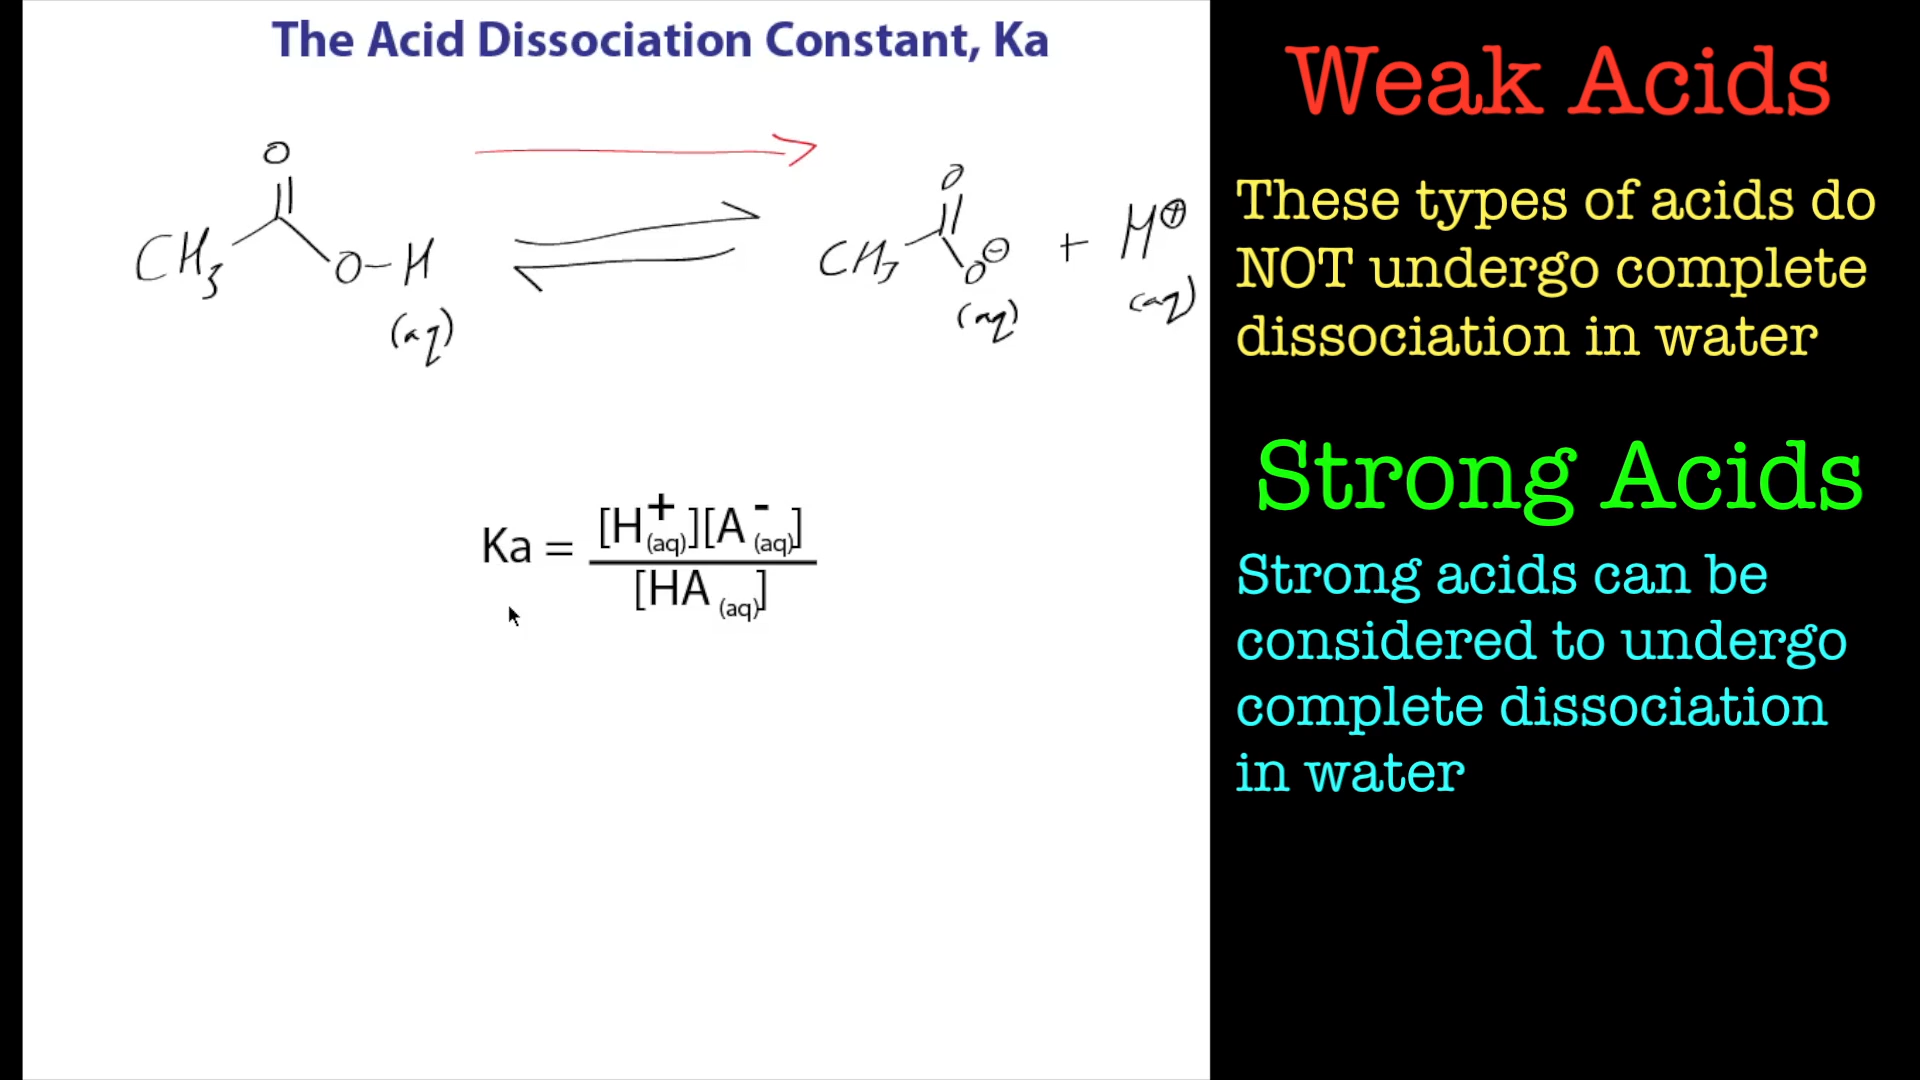 The Acid Dissociation Constant, Ka
O
CH3
O-H
(aq)
O
CH3
O⊖
(aq)
+
H⊕
(aq)
Ka = [H+(aq)][A-(aq)]
[HA (aq)]
Weak Acids
These types of acids do
NOT undergo complete
dissociation in water
Strong Acids
Strong acids can be
considered to undergo
complete dissociation
in water